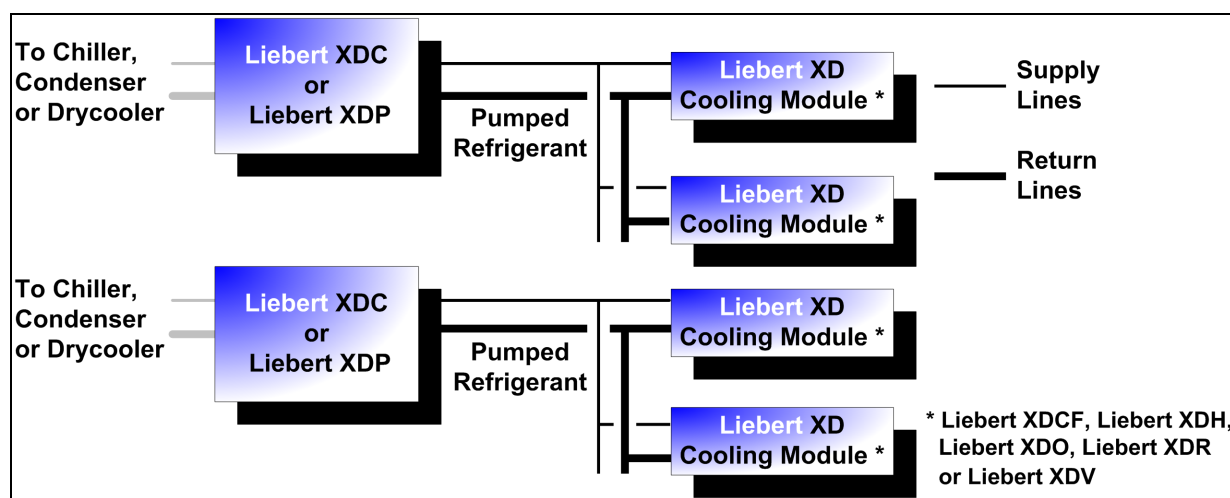 To Chiller,
Condenser
or Drycooler
Liebert XDC
or
Liebert XDP
Pumped
Refrigerant
Liebert XD
Cooling Module *
Liebert XD
Cooling Module *
Supply
Lines
Return
Lines
To Chiller,
Condenser
or Drycooler
Liebert XDC
or
Liebert XDP
Pumped
Refrigerant
Liebert XD
Cooling Module *
Liebert XD
Cooling Module *
* Liebert XDCF, Liebert XDH,
Liebert XDO, Liebert XDR
or Liebert XDV